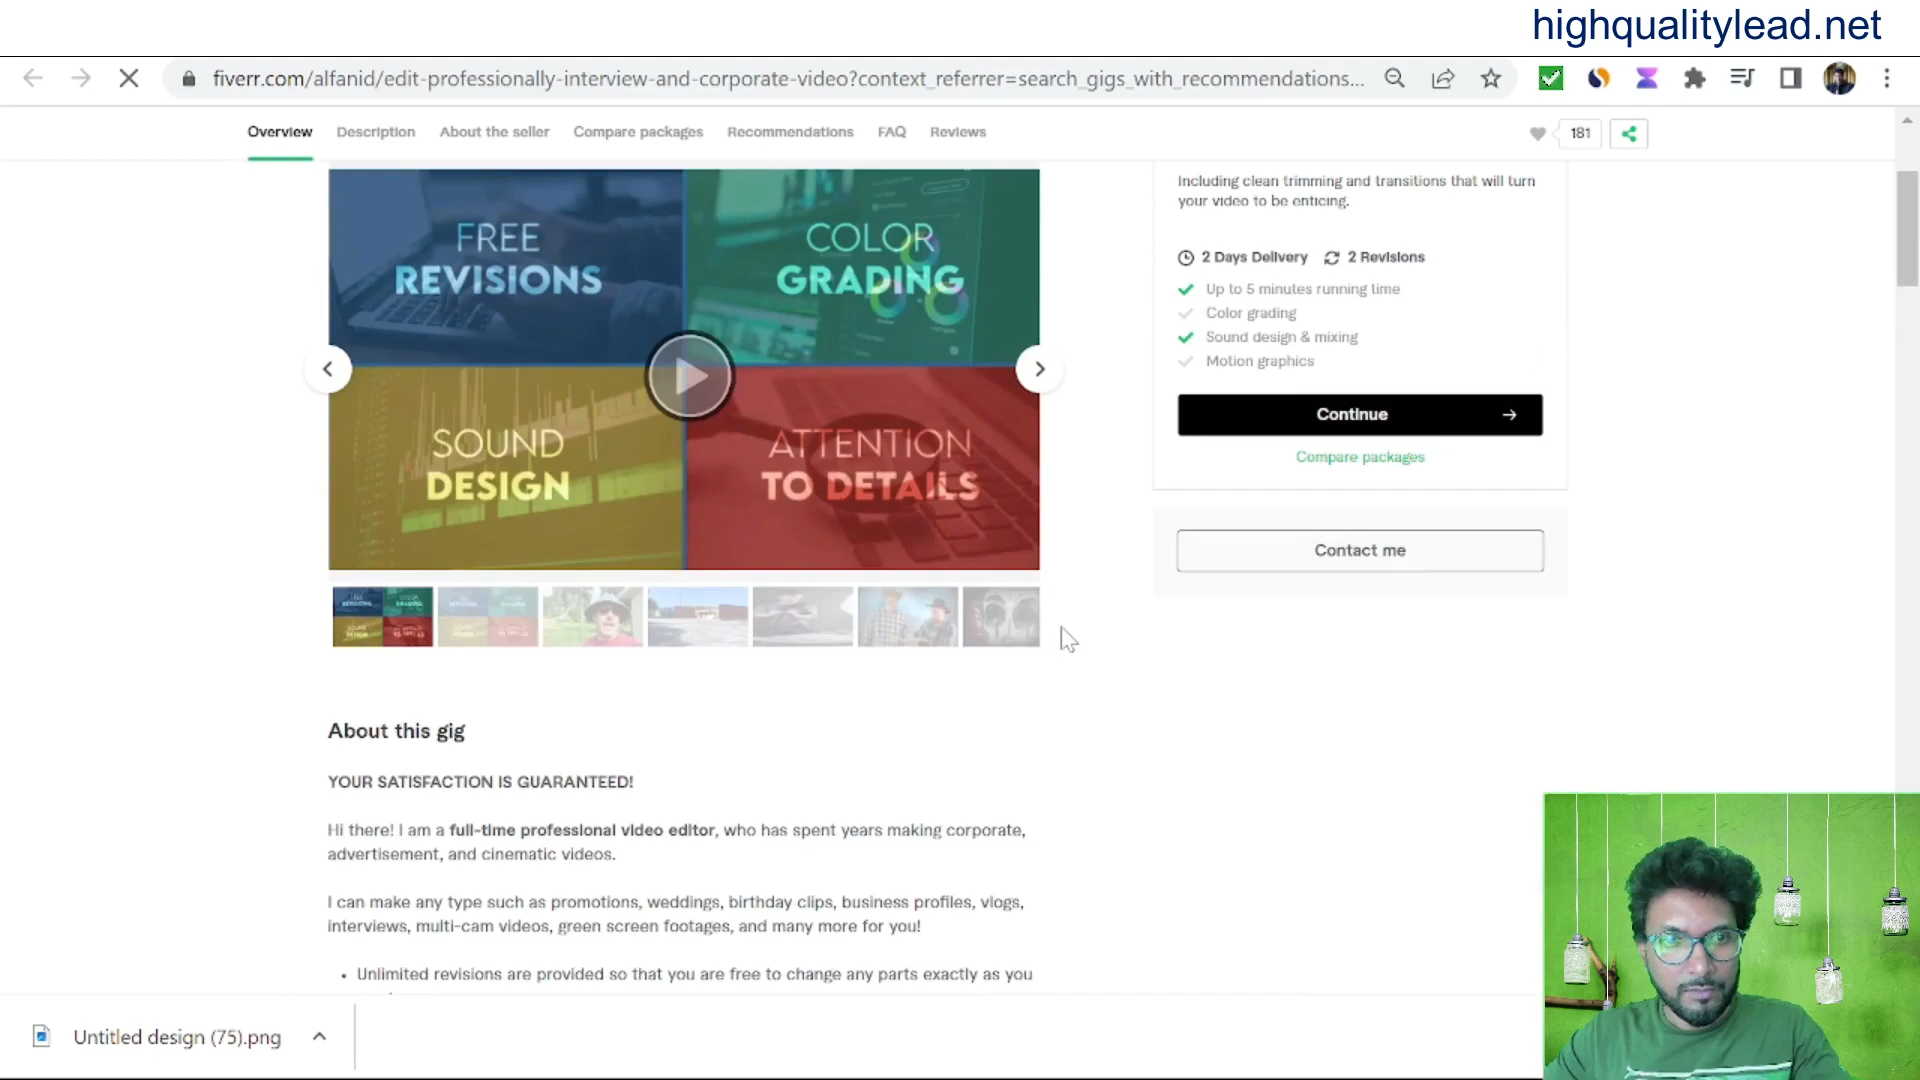 highqualitylead.net
fiverr.com/alfanid/edit-professionally-interview-and-corporate-video?context_referrer=search_gigs_with_recommendations...
Overview Description About the seller Compare packages Recommendations FAQ Reviews
181
FREE
REVISIONS
COLOR
GRADING
SOUND
DESIGN
ATTENTION
TO DETAILS
Including clean trimming and transitions that will turn
your video to be enticing.
2 Days Delivery 2 Revisions
Up to 5 minutes running time
Color grading
Sound design & mixing
Motion graphics
Continue
Compare packages
Contact me
About this gig
YOUR SATISFACTION IS GUARANTEED!
Hi there! I am a full-time professional video editor, who has spent years making corporate,
advertisement, and cinematic videos.
I can make any type such as promotions, weddings, birthday clips, business profiles, vlogs,
interviews, multi-cam videos, green screen footages, and many more for you!
• Unlimited revisions are provided so that you are free to change any parts exactly as you
Untitled design (75).png